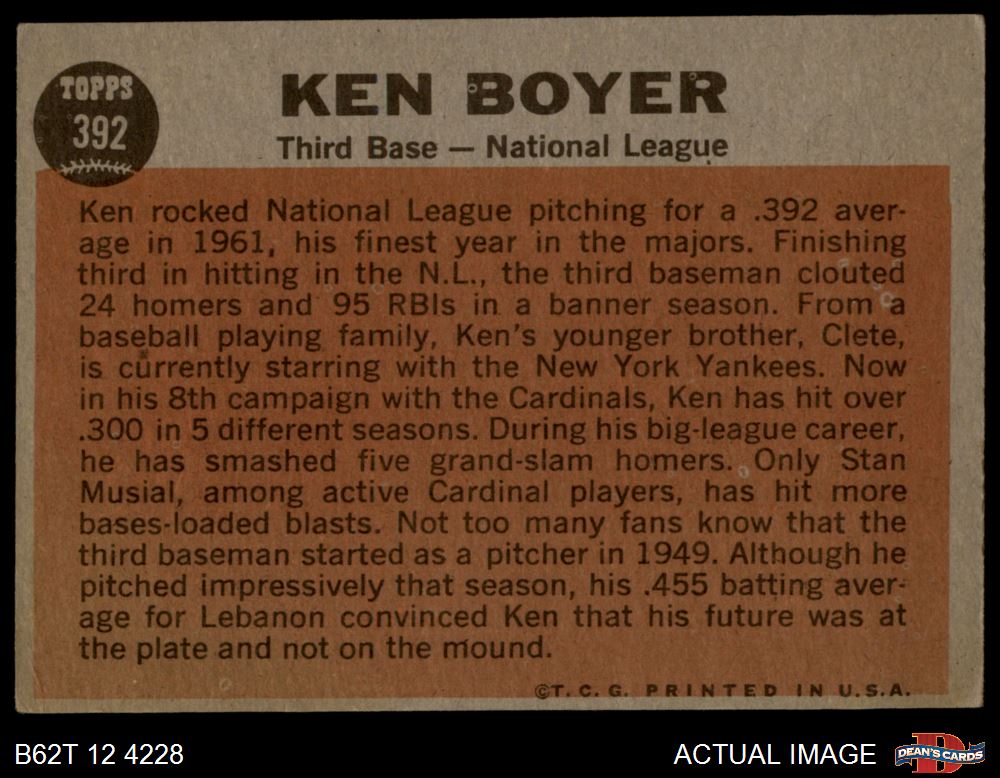 TOPPS
392
KEN BOYER
Third Base — National League
Ken rocked National League pitching for a .392 aver-
age in 1961, his finest year in the majors. Finishing
third in hitting in the N.L., the third baseman clouted
24 homers and 95 RBIs in a banner season. From a
baseball playing family, Ken's younger brother, Clete,
is currently starring with the New York Yankees. Now
in his 8th campaign with the Cardinals, Ken has hit over
.300 in 5 different seasons. During his big-league career,
he has smashed five grand-slam homers. Only Stan
Musial, among active Cardinal players, has hit more
bases-loaded blasts. Not too many fans know that the
third baseman started as a pitcher in 1949. Although he
pitched impressively that season, his .455 batting aver-
age for Lebanon convinced Ken that his future was at
the plate and not on the mound.
©T. C. G. PRINTED IN U.S.A.
B62T 12 4228
ACTUAL IMAGE
D
DEAN'S CARDS